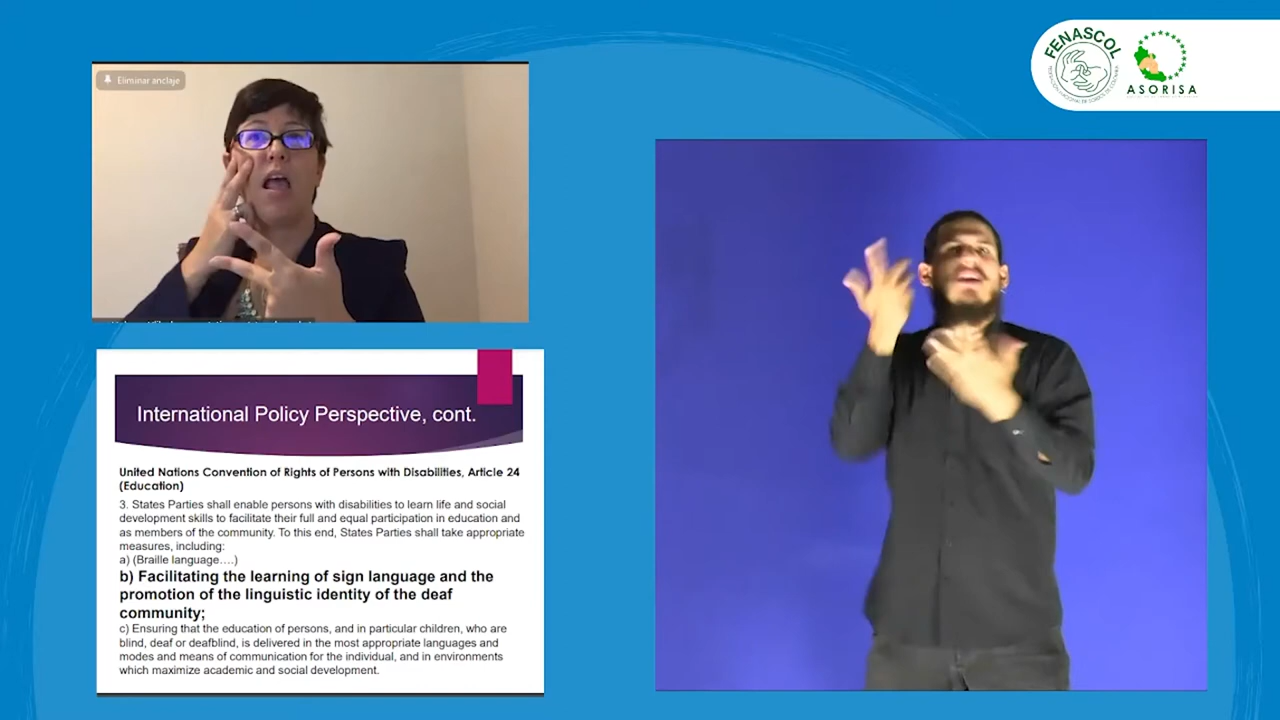 FENASCOL
ASORISA
Eliminar anclaje
International Policy Perspective, cont.
United Nations Convention of Rights of Persons with Disabilities, Article 24
(Education)
3. States Parties shall enable persons with disabilities to learn life and social
development skills to facilitate their full and equal participation in education and
as members of the community. To this end, States Parties shall take appropriate
measures, including:
a) (Braille language….)
b) Facilitating the learning of sign language and the
promotion of the linguistic identity of the deaf
community;
c) Ensuring that the education of persons, and in particular children, who are
blind, deaf or deafblind, is delivered in the most appropriate languages and
modes and means of communication for the individual, and in environments
which maximize academic and social development.